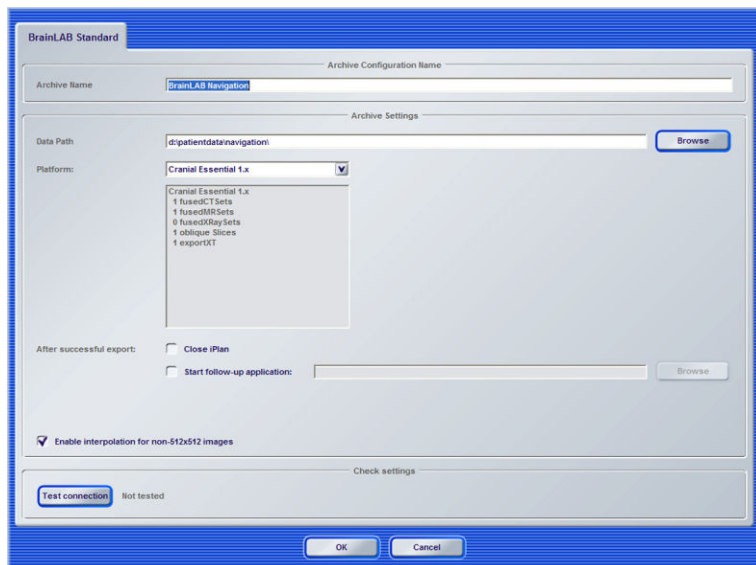 BrainLAB Standard
Archive Configuration Name
Archive Name BrainLAB Navigation
Archive Settings
Data Path d:\patientdata\navigation\ Browse
Platform: Cranial Essential 1.x
Cranial Essential 1.x
1 fusedCTSets
1 fusedMRSets
0 fusedXRaySets
1 oblique Slices
1 exportXT
After successful export: Close iPlan
Start follow-up application: Browse
Enable interpolation for non-512x512 images
Check settings
Test connection Not tested
OK Cancel